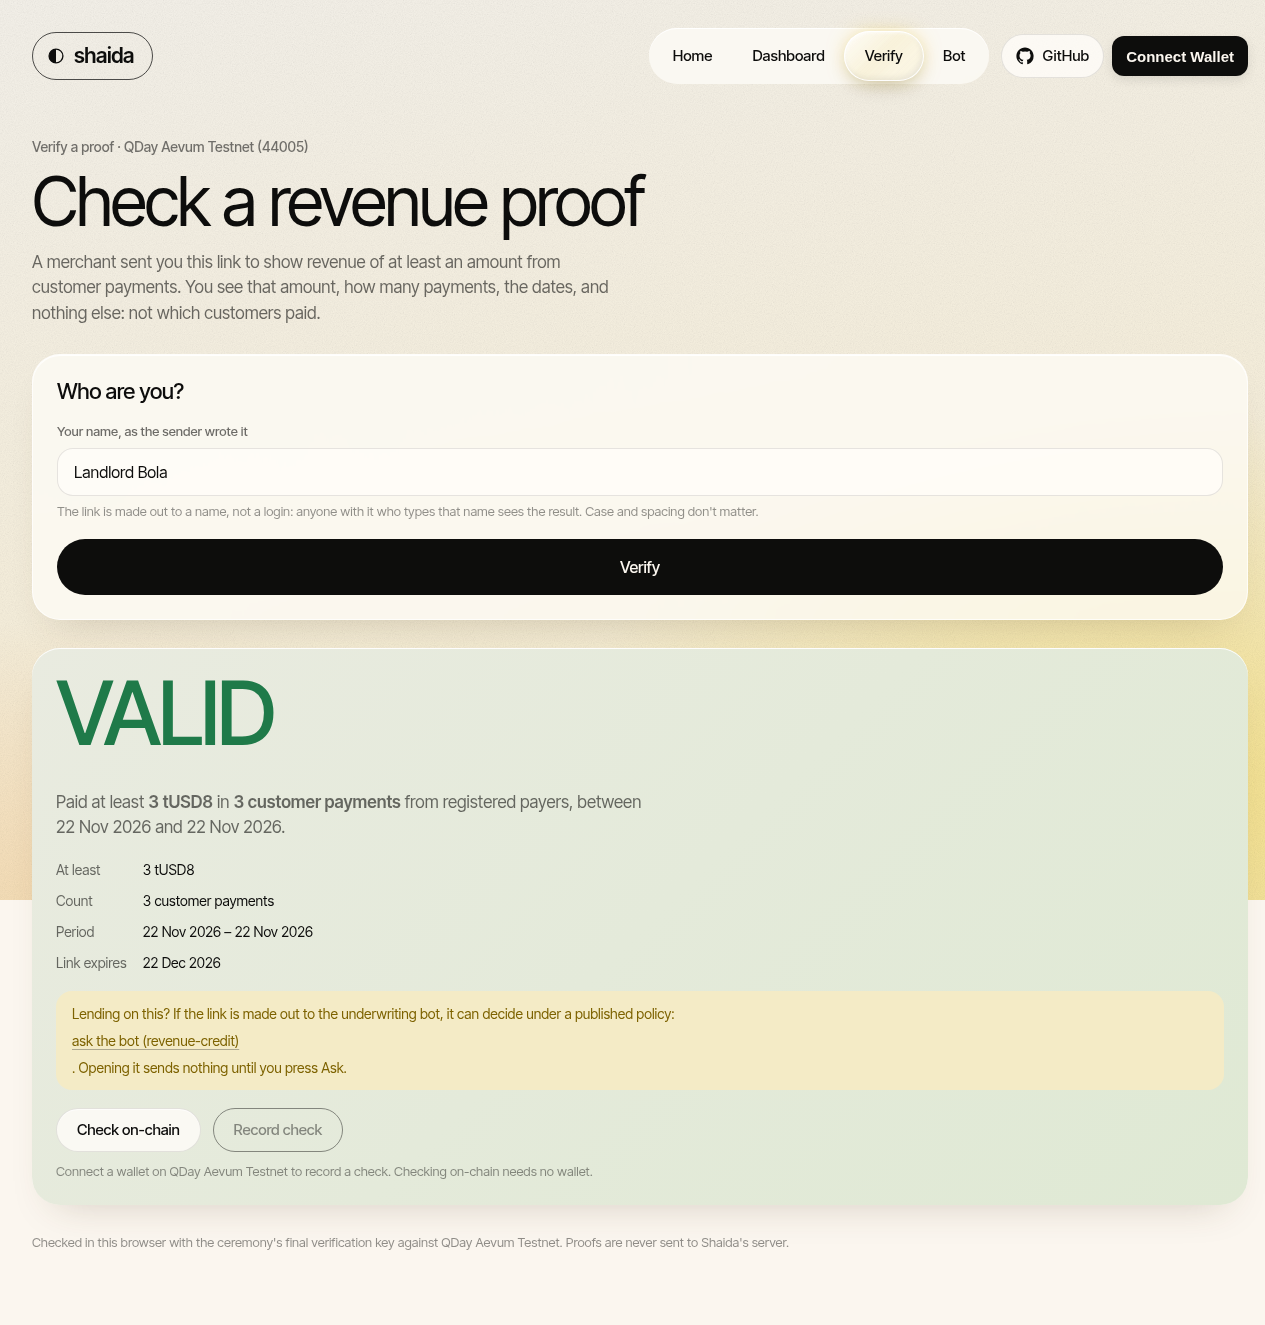 shaida
Home
Dashboard
Verify
Bot
GitHub
Connect Wallet
Verify a proof · QDay Aevum Testnet (44005)
Check a revenue proof
A merchant sent you this link to show revenue of at least an amount from
customer payments. You see that amount, how many payments, the dates, and
nothing else: not which customers paid.
Who are you?
Your name, as the sender wrote it
Landlord Bola
The link is made out to a name, not a login: anyone with it who types that name sees the result. Case and spacing don't matter.
Verify
VALID
Paid at least 3 tUSD8 in 3 customer payments from registered payers, between
22 Nov 2026 and 22 Nov 2026.
At least 3 tUSD8
Count 3 customer payments
Period 22 Nov 2026 – 22 Nov 2026
Link expires 22 Dec 2026
Lending on this? If the link is made out to the underwriting bot, it can decide under a published policy:
ask the bot (revenue-credit)
. Opening it sends nothing until you press Ask.
Check on-chain
Record check
Connect a wallet on QDay Aevum Testnet to record a check. Checking on-chain needs no wallet.
Checked in this browser with the ceremony's final verification key against QDay Aevum Testnet. Proofs are never sent to Shaida's server.